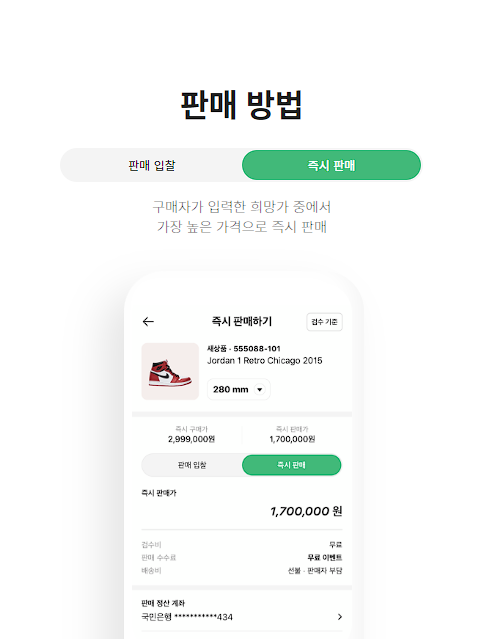 판매 방법
판매 입찰 즉시 판매
구매자가 입력한 희망가 중에서
가장 높은 가격으로 즉시 판매
즉시 판매하기 검수 기준
새상품 · 555088-101
Jordan 1 Retro Chicago 2015
280 mm
즉시 구매가 즉시 판매가
2,999,000원 1,700,000원
판매 입찰 즉시 판매
즉시 판매가
1,700,000 원
검수비 무료
판매 수수료 무료 이벤트
배송비 선불 · 판매자 부담
판매 정산 계좌
국민은행 ***********434